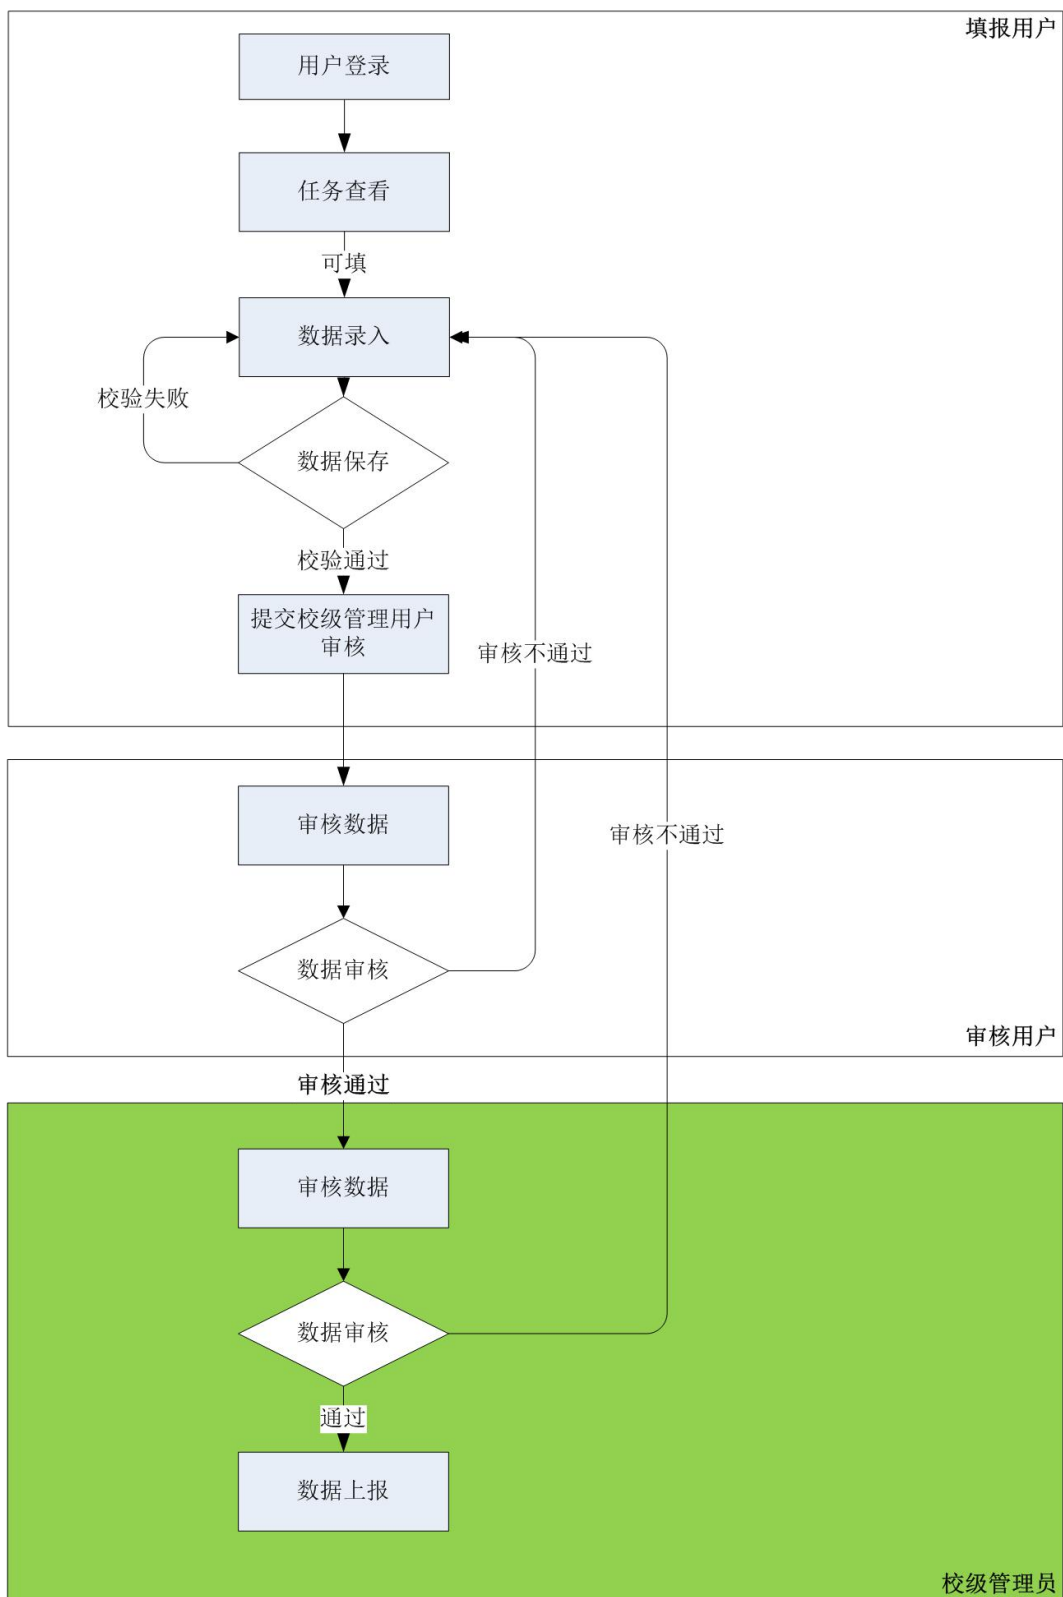 填报用户
用户登录
任务查看
可填
数据录入
校验失败
数据保存
校验通过
提交校级管理用户
审核
审核不通过
审核数据
审核不通过
数据审核
审核用户
审核通过
审核数据
数据审核
通过
数据上报
校级管理员